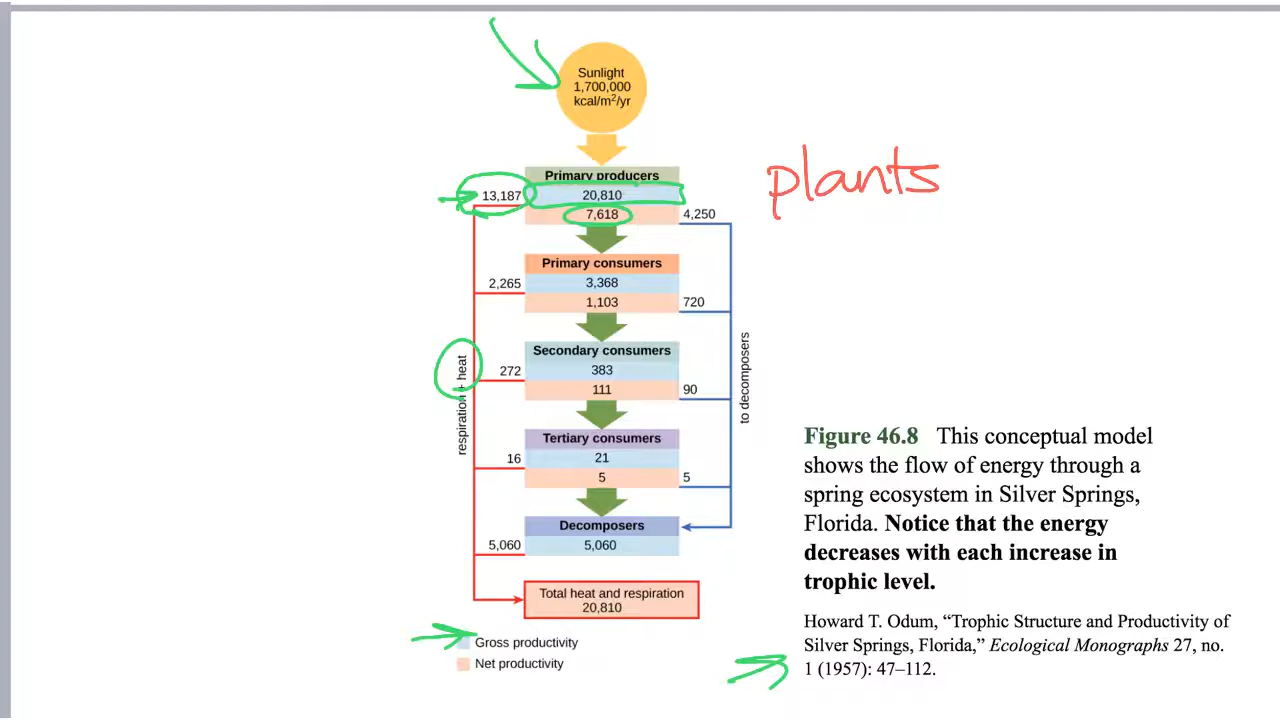 Sunlight
1,700,000
kcal/m²/yr
plants
Primary producers
13,187
20,810
7,618
4,250
Primary consumers
2,265
3,368
1,103
720
Secondary consumers
272
383
111
90
Tertiary consumers
16
21
5
5
Decomposers
5,060
5,060
respiration + heat
to decomposers
Total heat and respiration
20,810
Gross productivity
Net productivity
Figure 46.8 This conceptual model
shows the flow of energy through a
spring ecosystem in Silver Springs,
Florida. Notice that the energy
decreases with each increase in
trophic level.
Howard T. Odum, “Trophic Structure and Productivity of
Silver Springs, Florida,” Ecological Monographs 27, no.
1 (1957): 47–112.